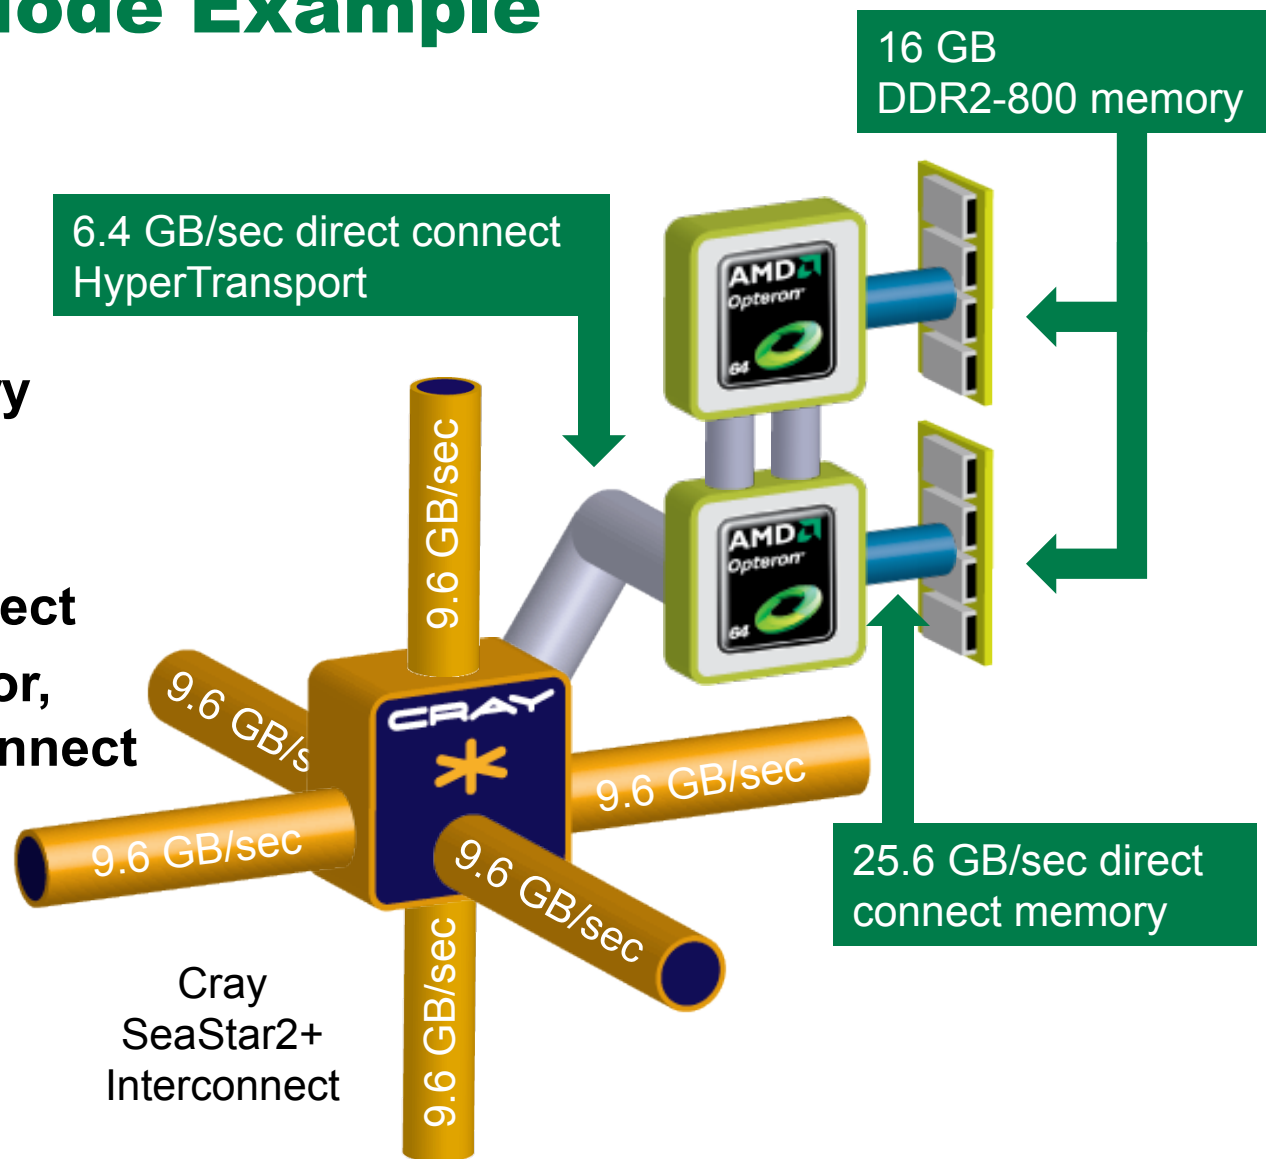 ode Example
16 GB
DDR2-800 memory
6.4 GB/sec direct connect
HyperTransport
AMD
Opteron
64
ry
9.6 GB/sec
AMD
Opteron
64
ect
or,
nnect
9.6 GB/s
CRAY
9.6 GB/sec
9.6 GB/sec
9.6 GB/sec
25.6 GB/sec direct
connect memory
9.6 GB/sec
Cray
SeaStar2+
Interconnect